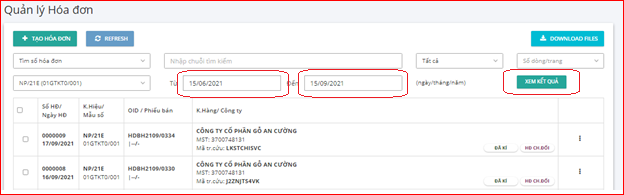 Quản lý Hóa đơn
+ TẠO HÓA ĐƠN
REFRESH
DOWNLOAD FILES
Tìm số hóa đơn
Nhập chuỗi tìm kiếm
Tất cả
Số dòng/trang
NP/21E (01GTKT0/001)
Từ
15/06/2021
Đến
15/09/2021
(ngày/tháng/năm)
XEM KẾT QUẢ
Số HĐ/ Ngày HĐ
K.Hiệu/ Mẫu số
OID / Phiếu bán
K.Hàng/ Công ty
0000009
17/09/2021
NP/21E
01GTKT0/001
HDBH2109/0334
| --/--
CÔNG TY CỔ PHẦN GỖ AN CƯỜNG
MST: 3700748131
Mã tr.cứu: LKSTCHISVC
ĐÃ KÍ
HĐ CH.ĐỔI
0000008
16/09/2021
NP/21E
01GTKT0/001
HDBH2109/0330
| --/--
CÔNG TY CỔ PHẦN GỖ AN CƯỜNG
MST: 3700748131
Mã tr.cứu: J2ZNJTS4VK
ĐÃ KÍ
HĐ CH.ĐỔI